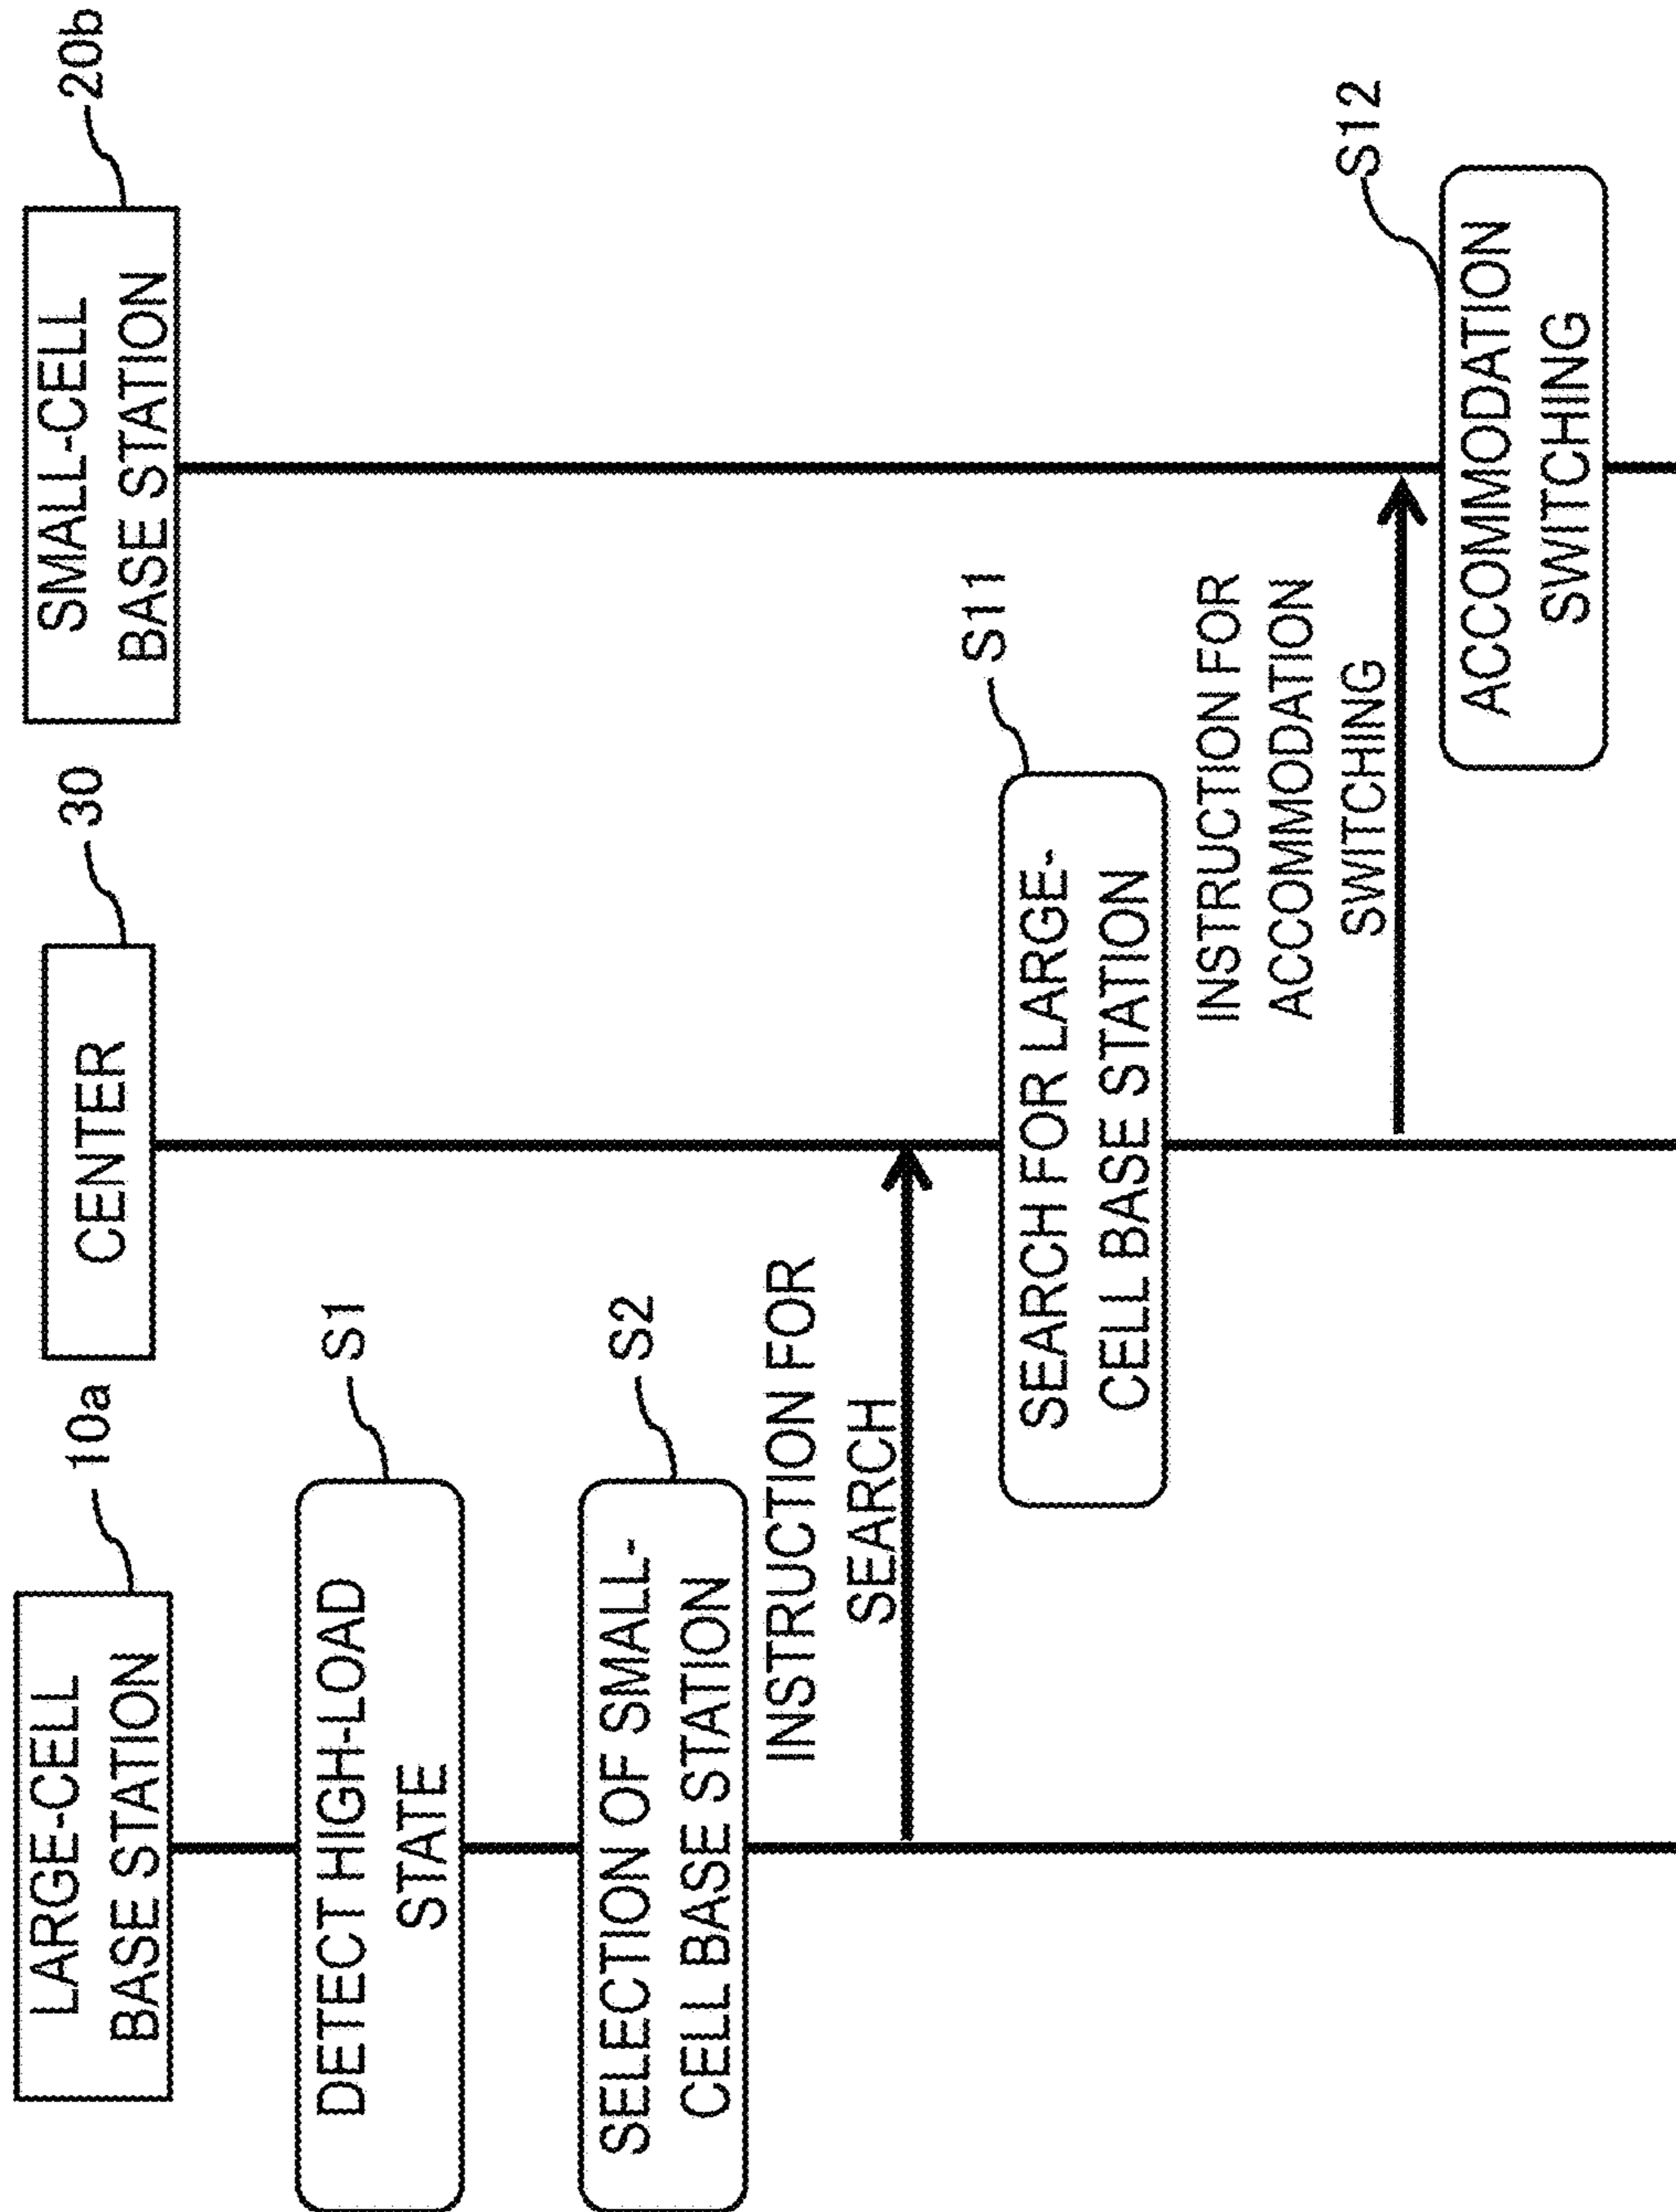 LARGE-CELL
BASE STATION
10a
CENTER
30
SMALL-CELL
BASE STATION
20b
DETECT HIGH-LOAD
STATE
S1
SELECTION OF SMALL-
CELL BASE STATION
S2
INSTRUCTION FOR
SEARCH
SEARCH FOR LARGE-
CELL BASE STATION
S11
INSTRUCTION FOR
ACCOMMODATION
SWITCHING
ACCOMMODATION
SWITCHING
S12